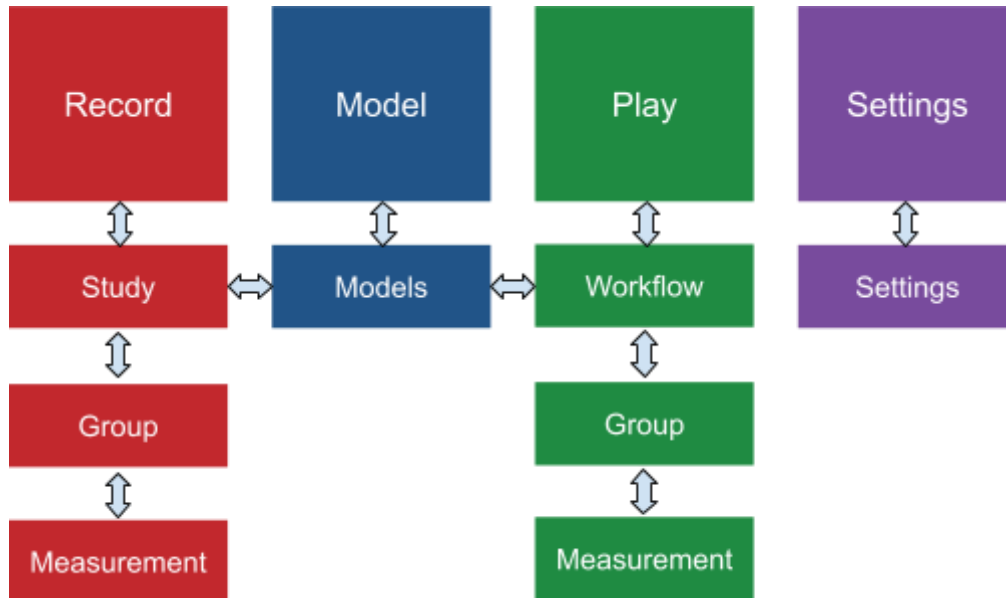 Record
Model
Play
Settings
Study
Models
Workflow
Settings
Group
Group
Measurement
Measurement